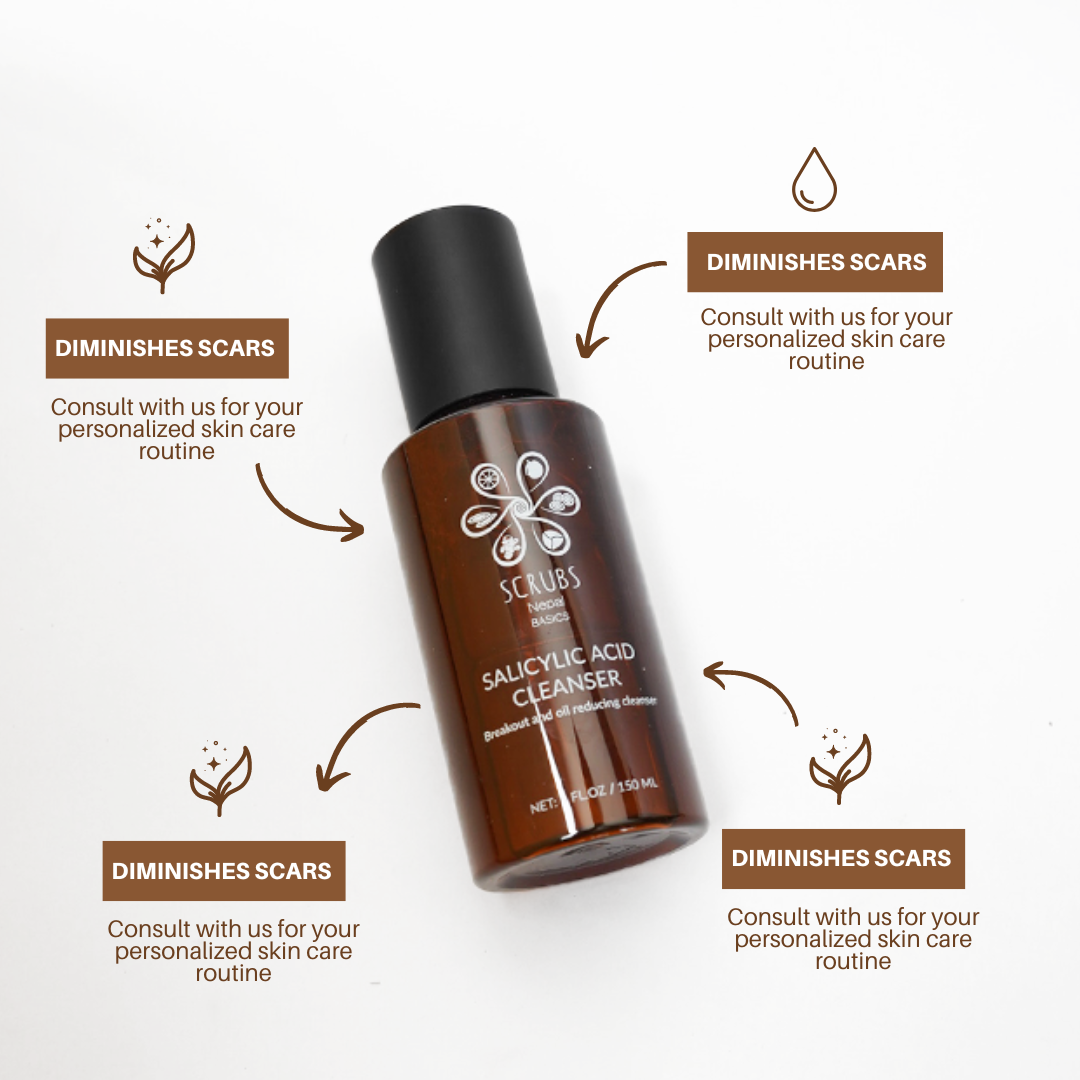 DIMINISHES SCARS
Consult with us for your
personalized skin care
routine
DIMINISHES SCARS
Consult with us for your
personalized skin care
routine
SCRUBS
Nepal
BASICS
SALICYLIC ACID
CLEANSER
Breakout and oil reducing cleanser
NET: FL.OZ / 150 ML
DIMINISHES SCARS
Consult with us for your
personalized skin care
routine
DIMINISHES SCARS
Consult with us for your
personalized skin care
routine